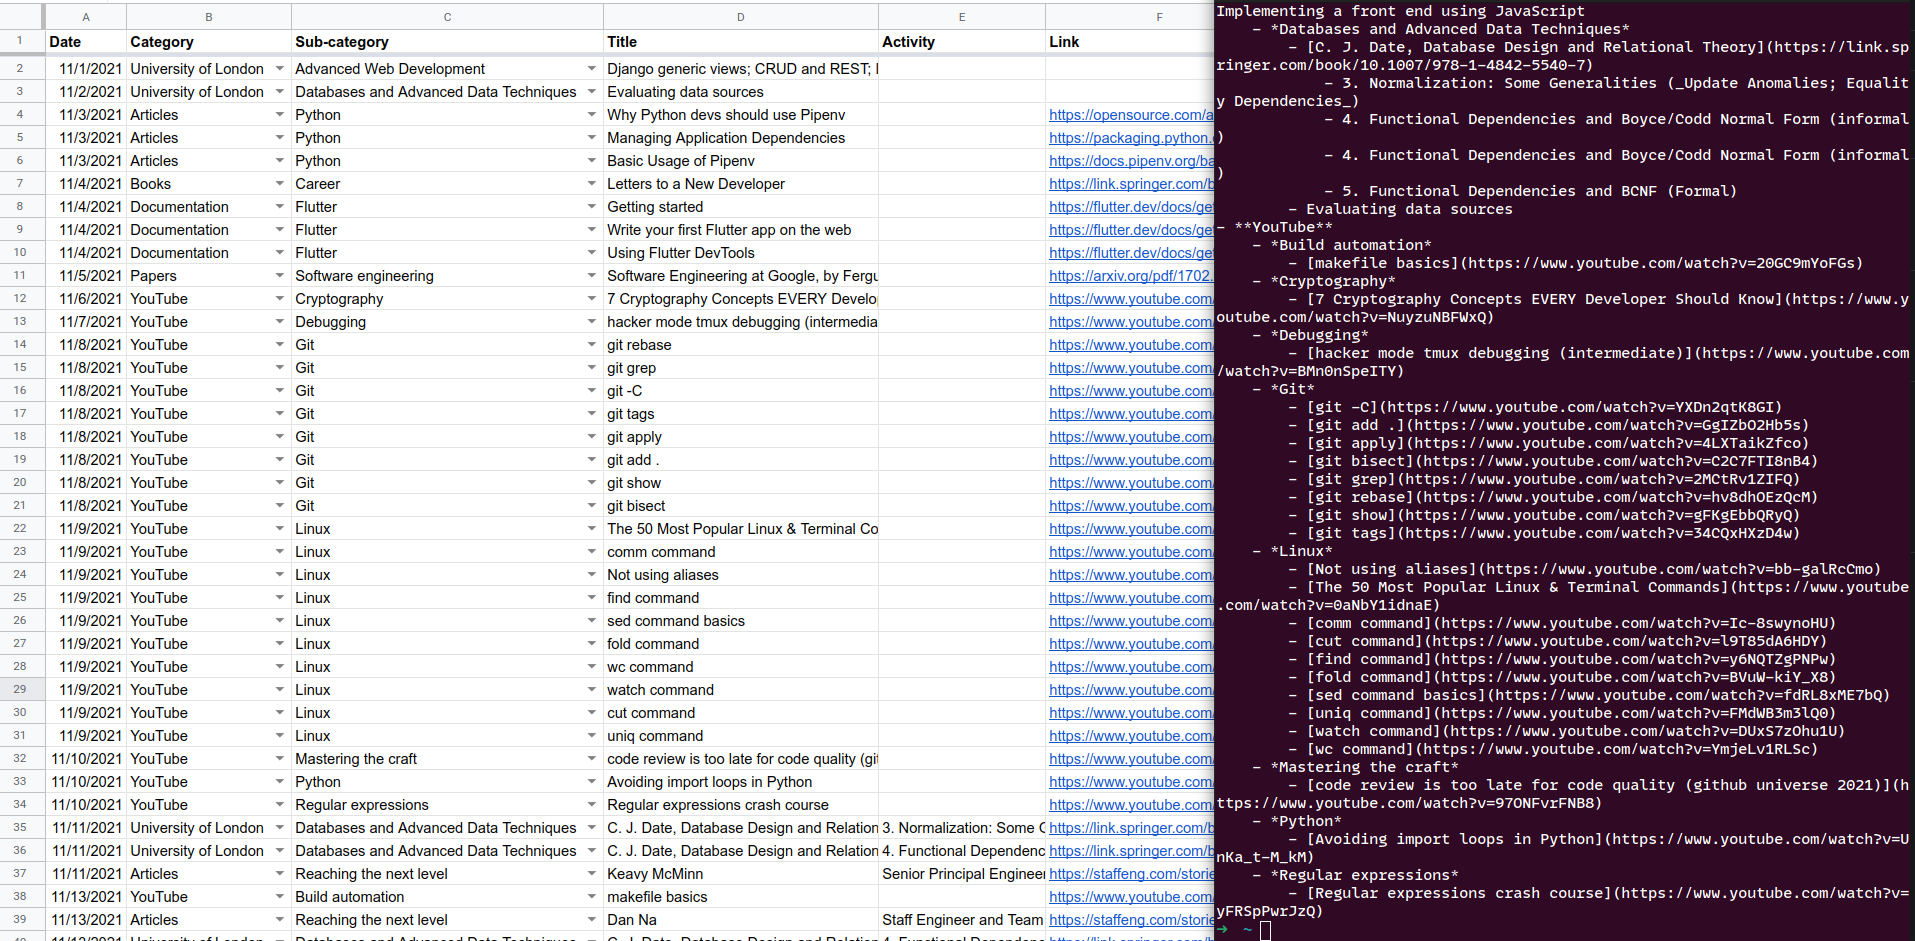 A B C D E F
1 Date Category Sub-category Title Activity Link
2 11/1/2021 University of London Advanced Web Development Django generic views; CRUD and REST;
3 11/2/2021 University of London Databases and Advanced Data Techniques Evaluating data sources
4 11/3/2021 Articles Python Why Python devs should use Pipenv https://opensource.com/a
5 11/3/2021 Articles Python Managing Application Dependencies https://packaging.python.
6 11/3/2021 Articles Python Basic Usage of Pipenv https://docs.pipenv.org/ba
7 11/4/2021 Books Career Letters to a New Developer https://link.springer.com/b
8 11/4/2021 Documentation Flutter Getting started https://flutter.dev/docs/get
9 11/4/2021 Documentation Flutter Write your first Flutter app on the web https://flutter.dev/docs/get
10 11/4/2021 Documentation Flutter Using Flutter DevTools https://flutter.dev/docs/get
11 11/5/2021 Papers Software engineering Software Engineering at Google, by Fergu https://arxiv.org/pdf/1702.
12 11/6/2021 YouTube Cryptography 7 Cryptography Concepts EVERY Develo https://www.youtube.com/
13 11/7/2021 YouTube Debugging hacker mode tmux debugging (intermedia https://www.youtube.com/
14 11/8/2021 YouTube Git git rebase https://www.youtube.com/
15 11/8/2021 YouTube Git git grep https://www.youtube.com/
16 11/8/2021 YouTube Git git -C https://www.youtube.com/
17 11/8/2021 YouTube Git git tags https://www.youtube.com/
18 11/8/2021 YouTube Git git apply https://www.youtube.com/
19 11/8/2021 YouTube Git git add . https://www.youtube.com/
20 11/8/2021 YouTube Git git show https://www.youtube.com/
21 11/8/2021 YouTube Git git bisect https://www.youtube.com/
22 11/9/2021 YouTube Linux The 50 Most Popular Linux & Terminal Co https://www.youtube.com/
23 11/9/2021 YouTube Linux comm command https://www.youtube.com/
24 11/9/2021 YouTube Linux Not using aliases https://www.youtube.com/
25 11/9/2021 YouTube Linux find command https://www.youtube.com/
26 11/9/2021 YouTube Linux sed command basics https://www.youtube.com/
27 11/9/2021 YouTube Linux fold command https://www.youtube.com/
28 11/9/2021 YouTube Linux wc command https://www.youtube.com/
29 11/9/2021 YouTube Linux watch command https://www.youtube.com/
30 11/9/2021 YouTube Linux cut command https://www.youtube.com/
31 11/9/2021 YouTube Linux uniq command https://www.youtube.com/
32 11/10/2021 YouTube Mastering the craft code review is too late for code quality (git https://www.youtube.com/
33 11/10/2021 YouTube Python Avoiding import loops in Python https://www.youtube.com/
34 11/10/2021 YouTube Regular expressions Regular expressions crash course https://www.youtube.com/
35 11/11/2021 University of London Databases and Advanced Data Techniques C. J. Date, Database Design and Relation 3. Normalization: Some G https://link.springer.com/b
36 11/11/2021 University of London Databases and Advanced Data Techniques C. J. Date, Database Design and Relation 4. Functional Dependenc https://link.springer.com/b
37 11/11/2021 Articles Reaching the next level Keavy McMinn Senior Principal Engineer https://staffeng.com/storie
38 11/13/2021 YouTube Build automation makefile basics https://www.youtube.com/
39 11/13/2021 Articles Reaching the next level Dan Na Staff Engineer and Team https://staffeng.com/storie
Implementing a front end using JavaScript
- *Databases and Advanced Data Techniques*
- [C. J. Date, Database Design and Relational Theory](https://link.sp
ringer.com/book/10.1007/978-1-4842-5540-7)
- 3. Normalization: Some Generalities (_Update Anomalies; Equalit
y Dependencies_)
- 4. Functional Dependencies and Boyce/Codd Normal Form (informal
)
- 4. Functional Dependencies and Boyce/Codd Normal Form (informal
)
- 5. Functional Dependencies and BCNF (Formal)
- Evaluating data sources
- **YouTube**
- *Build automation*
- [makefile basics](https://www.youtube.com/watch?v=20GC9mYoFGs)
- *Cryptography*
- [7 Cryptography Concepts EVERY Developer Should Know](https://www.y
outube.com/watch?v=NuyzuNBFWxQ)
- *Debugging*
- [hacker mode tmux debugging (intermediate)](https://www.youtube.com
/watch?v=BMn0nSpeITY)
- *Git*
- [git -C](https://www.youtube.com/watch?v=YXDn2qtK8GI)
- [git add .](https://www.youtube.com/watch?v=GgIZbO2Hb5s)
- [git apply](https://www.youtube.com/watch?v=4LXTaikZfco)
- [git bisect](https://www.youtube.com/watch?v=C2C7FTI8nB4)
- [git grep](https://www.youtube.com/watch?v=2MCtRv1ZIFQ)
- [git rebase](https://www.youtube.com/watch?v=hv8dhOEzQcM)
- [git show](https://www.youtube.com/watch?v=gFKgEbbQRyQ)
- [git tags](https://www.youtube.com/watch?v=34CQxHXzD4w)
- *Linux*
- [Not using aliases](https://www.youtube.com/watch?v=bb-galRcCmo)
- [The 50 Most Popular Linux & Terminal Commands](https://www.youtube
.com/watch?v=0aNbY1idnaE)
- [comm command](https://www.youtube.com/watch?v=Ic-8swynoHU)
- [cut command](https://www.youtube.com/watch?v=l9T85dA6HDY)
- [find command](https://www.youtube.com/watch?v=y6NQTZgPNPw)
- [fold command](https://www.youtube.com/watch?v=BVuW-kiY_X8)
- [sed command basics](https://www.youtube.com/watch?v=fdRL8xME7bQ)
- [uniq command](https://www.youtube.com/watch?v=FMdWB3m3lQ0)
- [watch command](https://www.youtube.com/watch?v=DUxS7zOhu1U)
- [wc command](https://www.youtube.com/watch?v=YmjeLv1RLSc)
- *Mastering the craft*
- [code review is too late for code quality (github universe 2021)](h
ttps://www.youtube.com/watch?v=97ONFvrFNB8)
- *Python*
- [Avoiding import loops in Python](https://www.youtube.com/watch?v=U
nKa_t-M_kM)
- *Regular expressions*
- [Regular expressions crash course](https://www.youtube.com/watch?v=
yFRSpPwrJzQ)
➜ ~